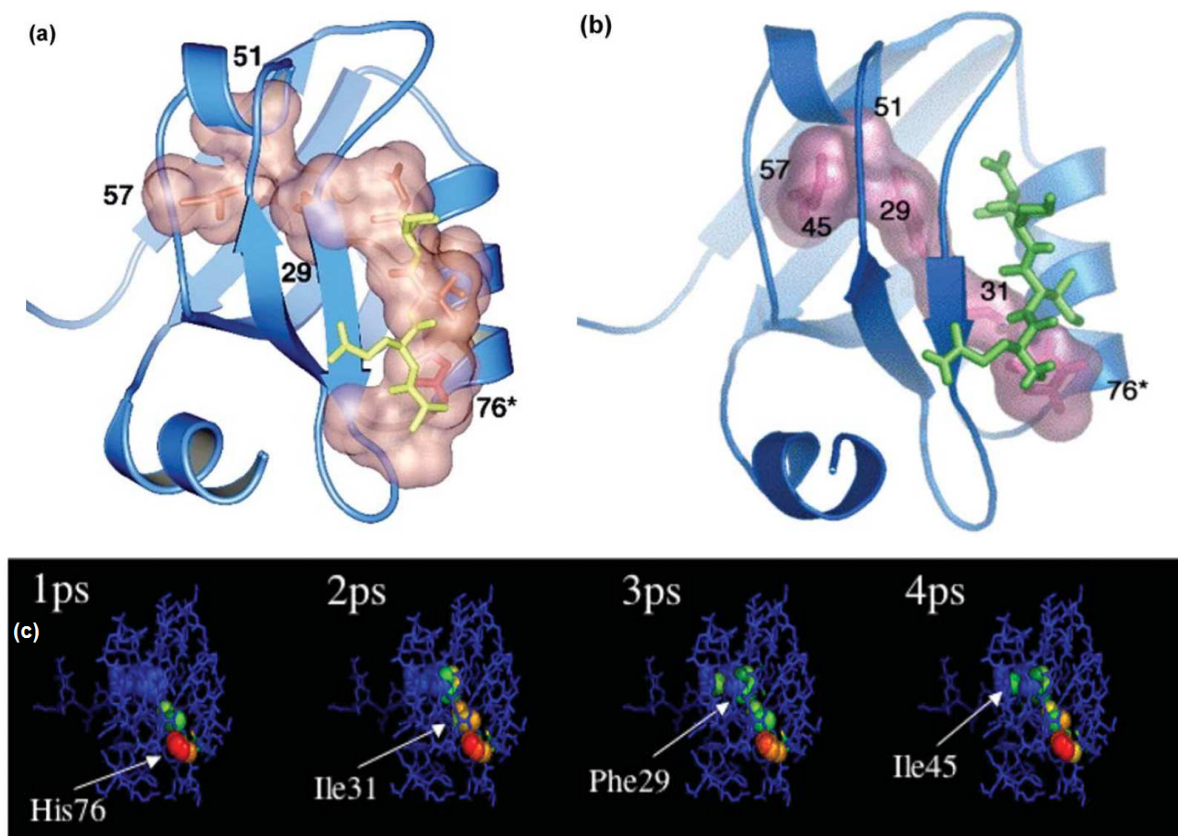 (a)
51
57
29
76*
(b)
51
57
45
29
31
76*
1ps
2ps
3ps
4ps
(c)
His76
Ile31
Phe29
Ile45